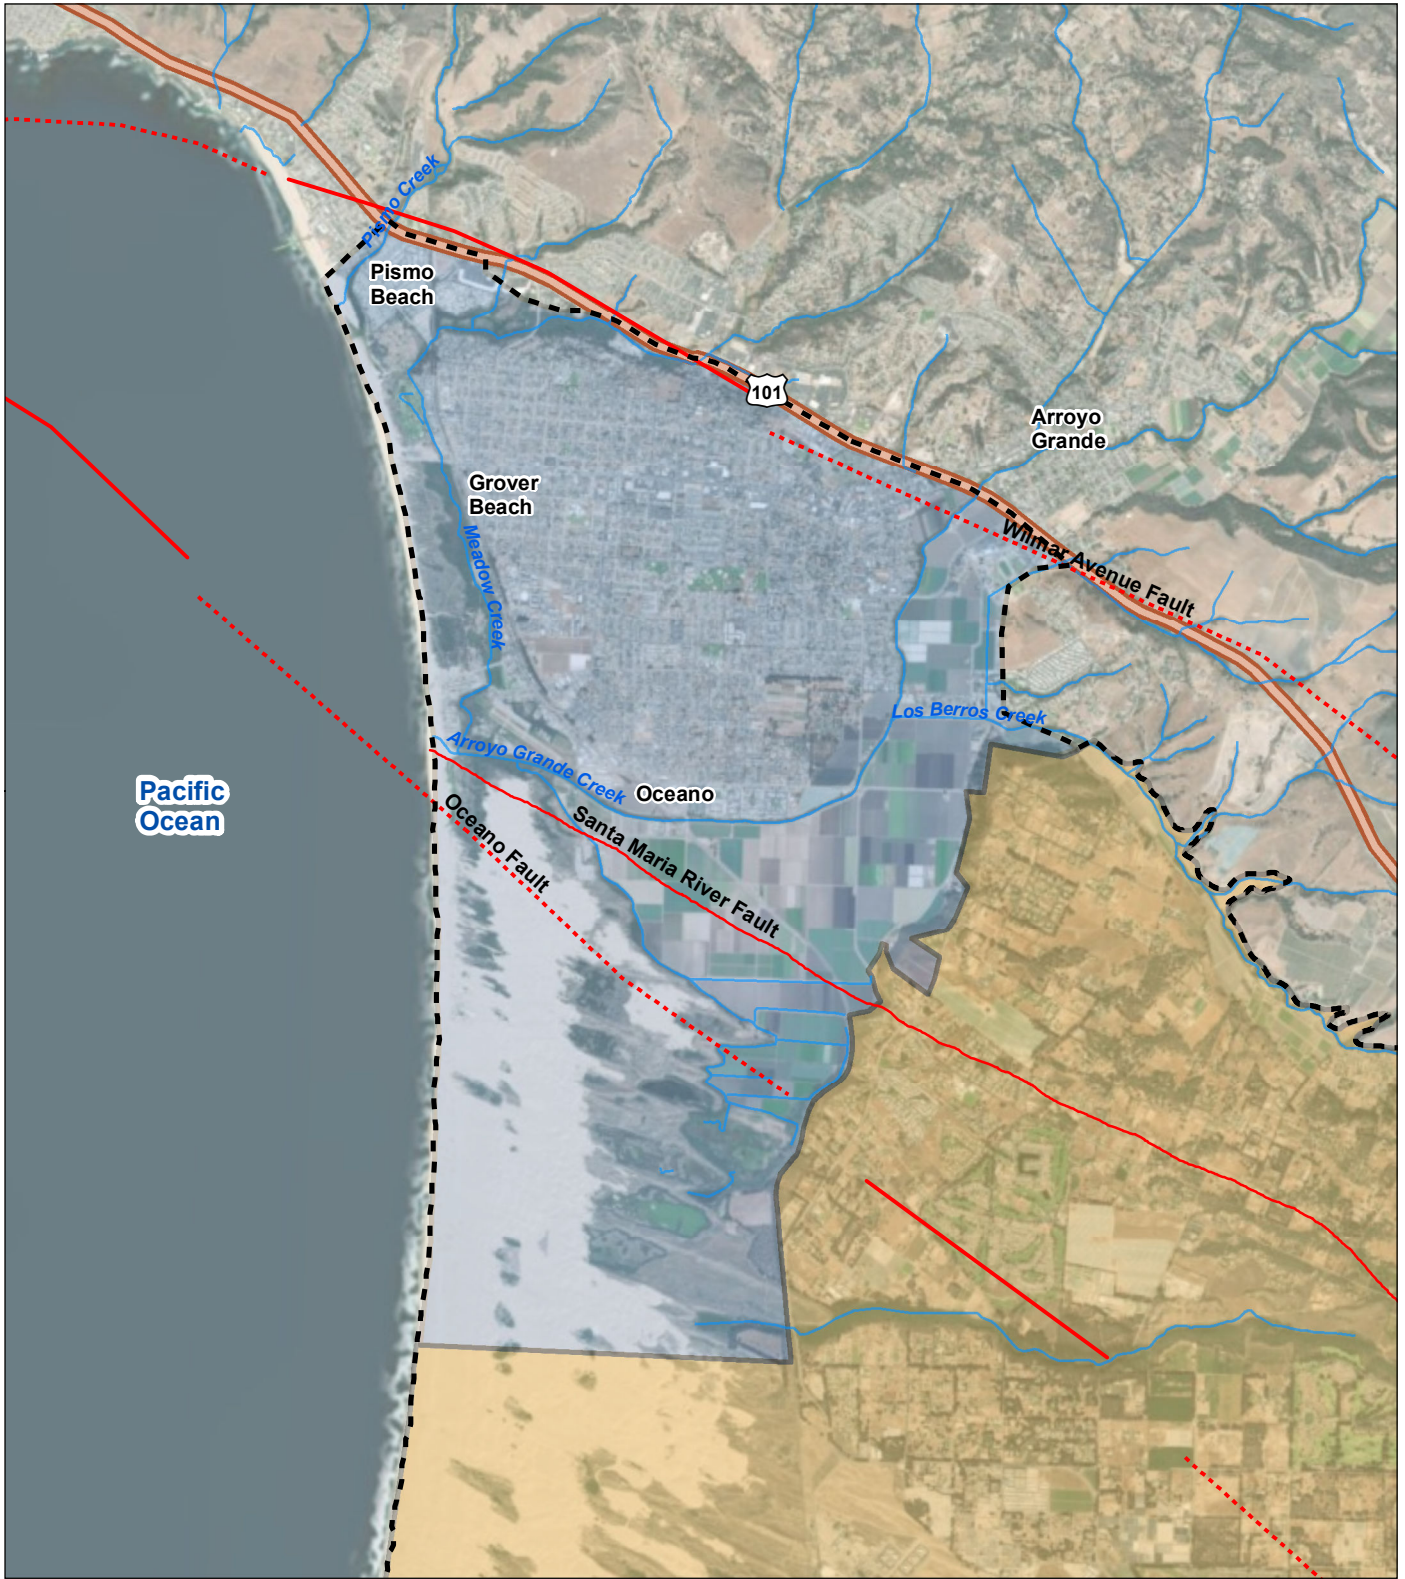 Pismo Creek
Pismo
Beach
101
Arroyo
Grande
Grover
Beach
Wilmar Avenue Fault
Meadow Creek
Los Berros Creek
Arroyo Grande Creek
Pacific
Ocean
Oceano
Oceano Fault
Santa Maria River Fault